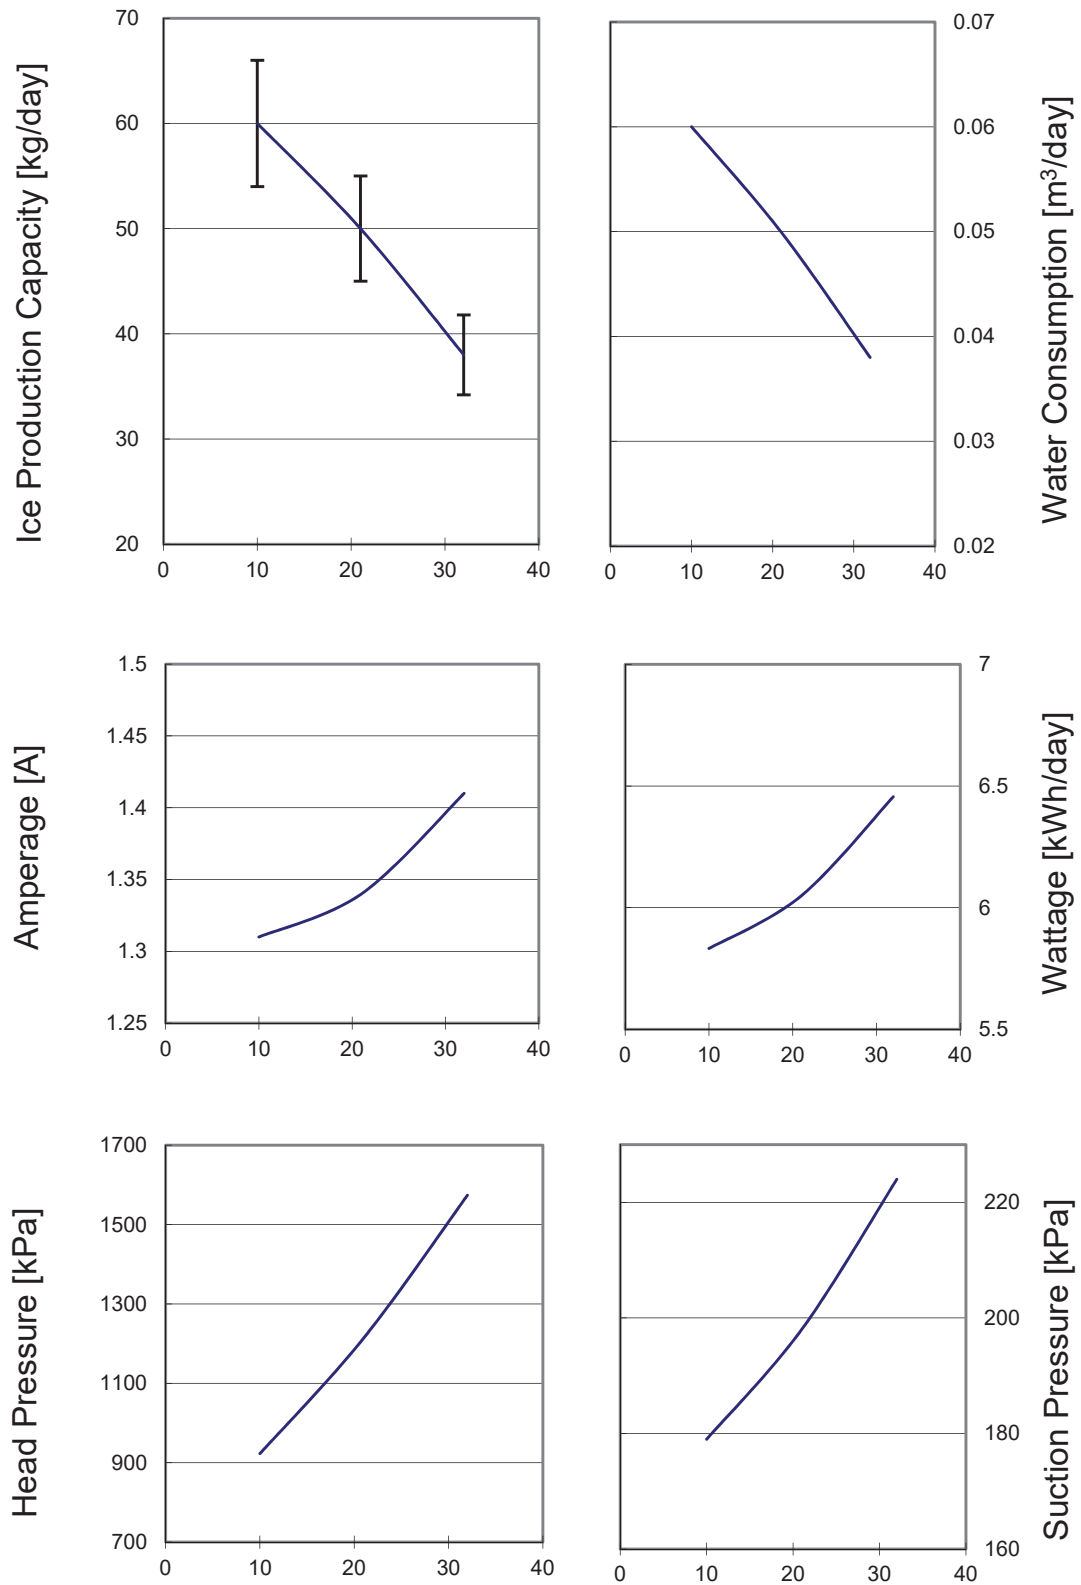 Ice Production Capacity [kg/day]
70
60
50
40
30
20
0 10 20 30 40
Water Consumption [m³/day]
0.07
0.06
0.05
0.04
0.03
0.02
0 10 20 30 40
Amperage [A]
1.5
1.45
1.4
1.35
1.3
1.25
0 10 20 30 40
Wattage [kWh/day]
7
6.5
6
5.5
0 10 20 30 40
Head Pressure [kPa]
1700
1500
1300
1100
900
700
0 10 20 30 40
Suction Pressure [kPa]
220
200
180
160
0 10 20 30 40